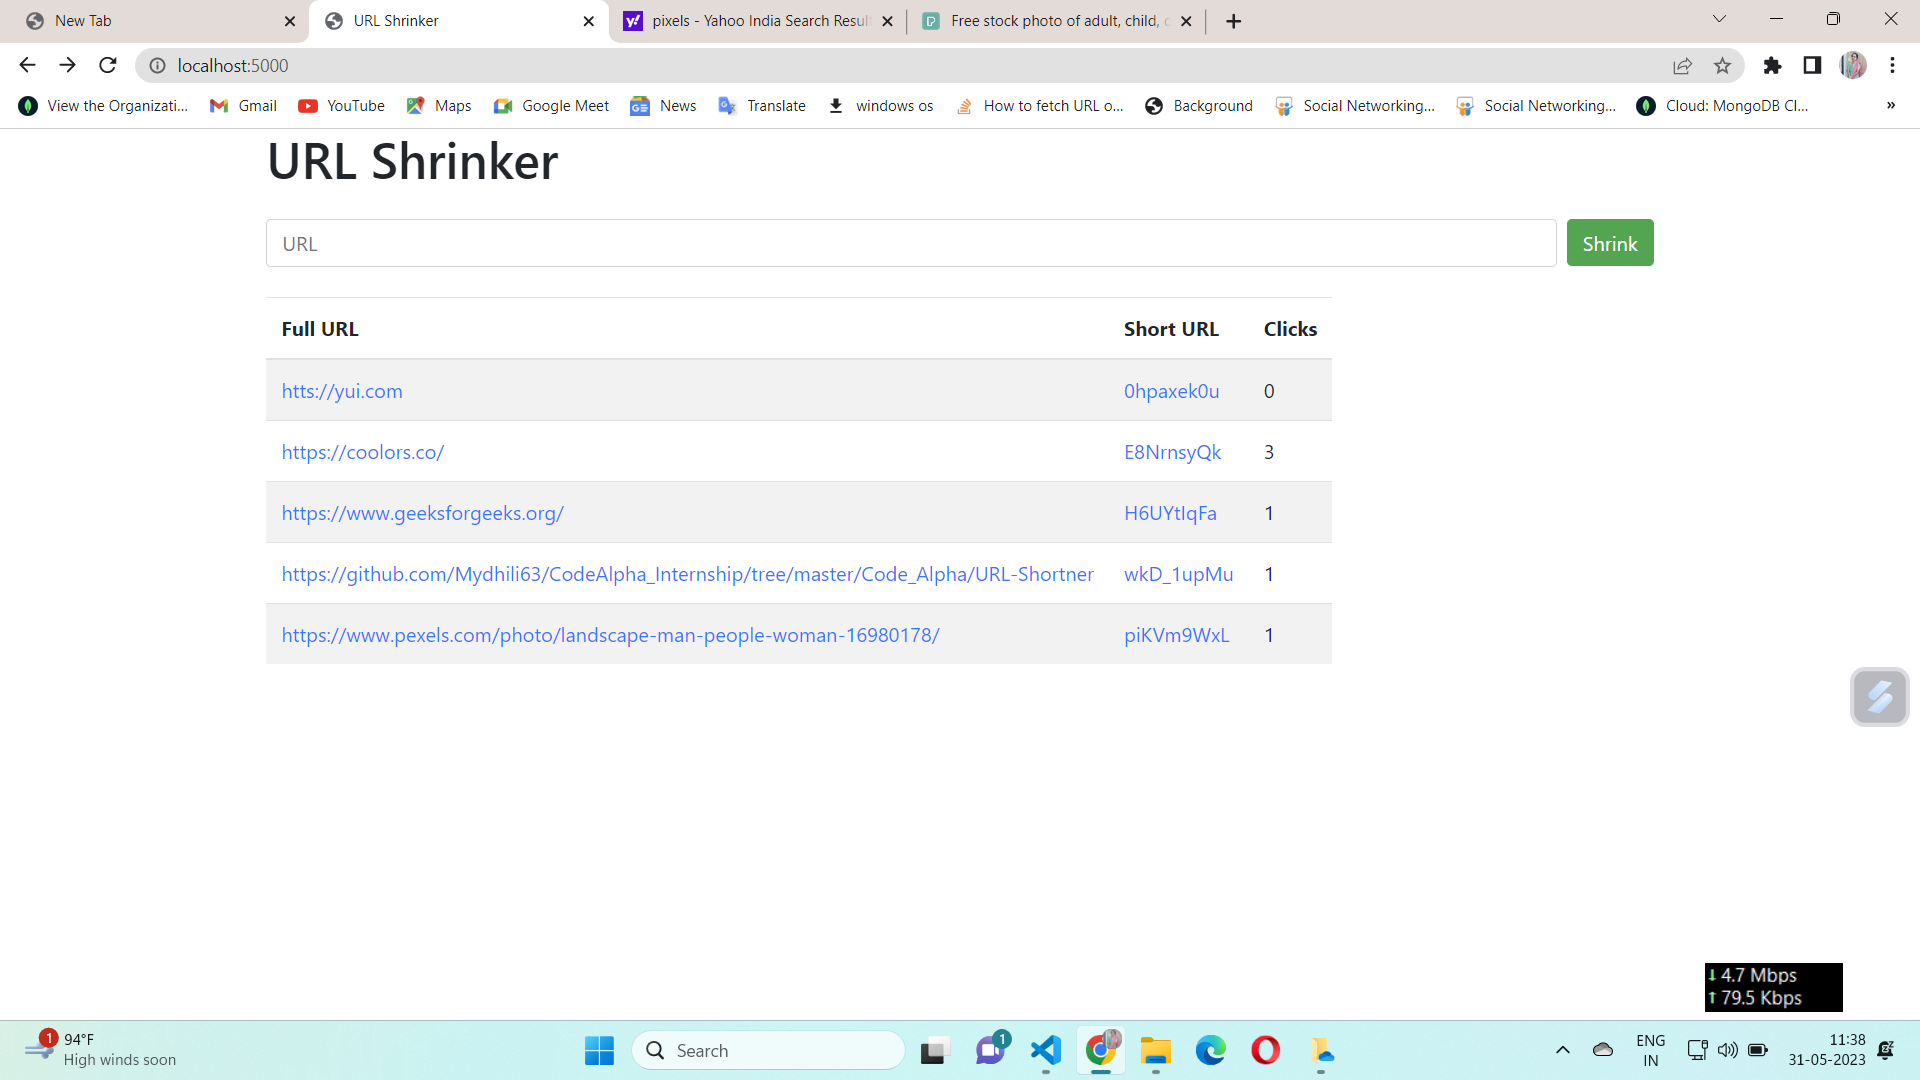 New Tab
URL Shrinker
pixels - Yahoo India Search Result
Free stock photo of adult, child,
localhost:5000
View the Organizati...
Gmail
YouTube
Maps
Google Meet
News
Translate
windows os
How to fetch URL o...
Background
Social Networking...
Social Networking...
Cloud: MongoDB Cl...
»
URL Shrinker
URL
Shrink
Full URL Short URL Clicks
htts://yui.com 0hpaxek0u 0
https://coolors.co/ E8NrnsyQk 3
https://www.geeksforgeeks.org/ H6UYtIqFa 1
https://github.com/Mydhili63/CodeAlpha_Internship/tree/master/Code_Alpha/URL-Shortner wkD_1upMu 1
https://www.pexels.com/photo/landscape-man-people-woman-16980178/ piKVm9WxL 1
4.7 Mbps
79.5 Kbps
1
94°F
High winds soon
Search
1
ENG
IN
11:38
31-05-2023